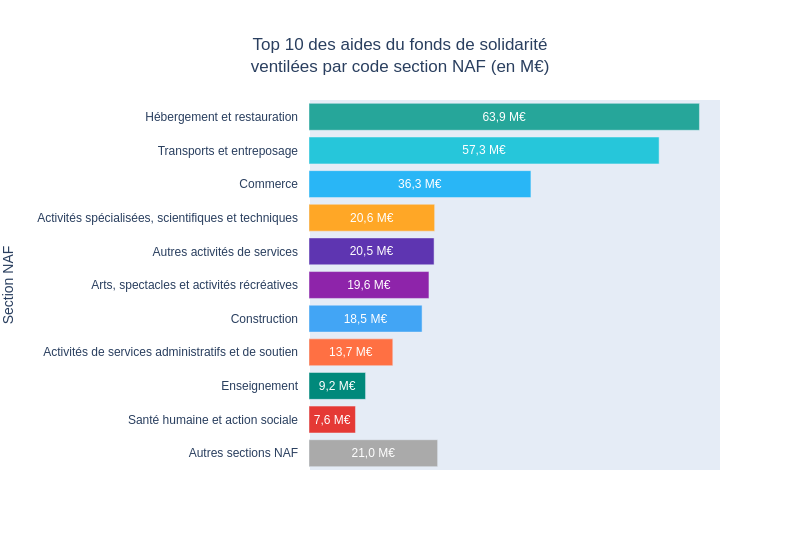 Top 10 des aides du fonds de solidarité
ventilées par code section NAF (en M€)
Section NAF
Hébergement et restauration 63,9 M€
Transports et entreposage 57,3 M€
Commerce 36,3 M€
Activités spécialisées, scientifiques et techniques 20,6 M€
Autres activités de services 20,5 M€
Arts, spectacles et activités récréatives 19,6 M€
Construction 18,5 M€
Activités de services administratifs et de soutien 13,7 M€
Enseignement 9,2 M€
Santé humaine et action sociale 7,6 M€
Autres sections NAF 21,0 M€